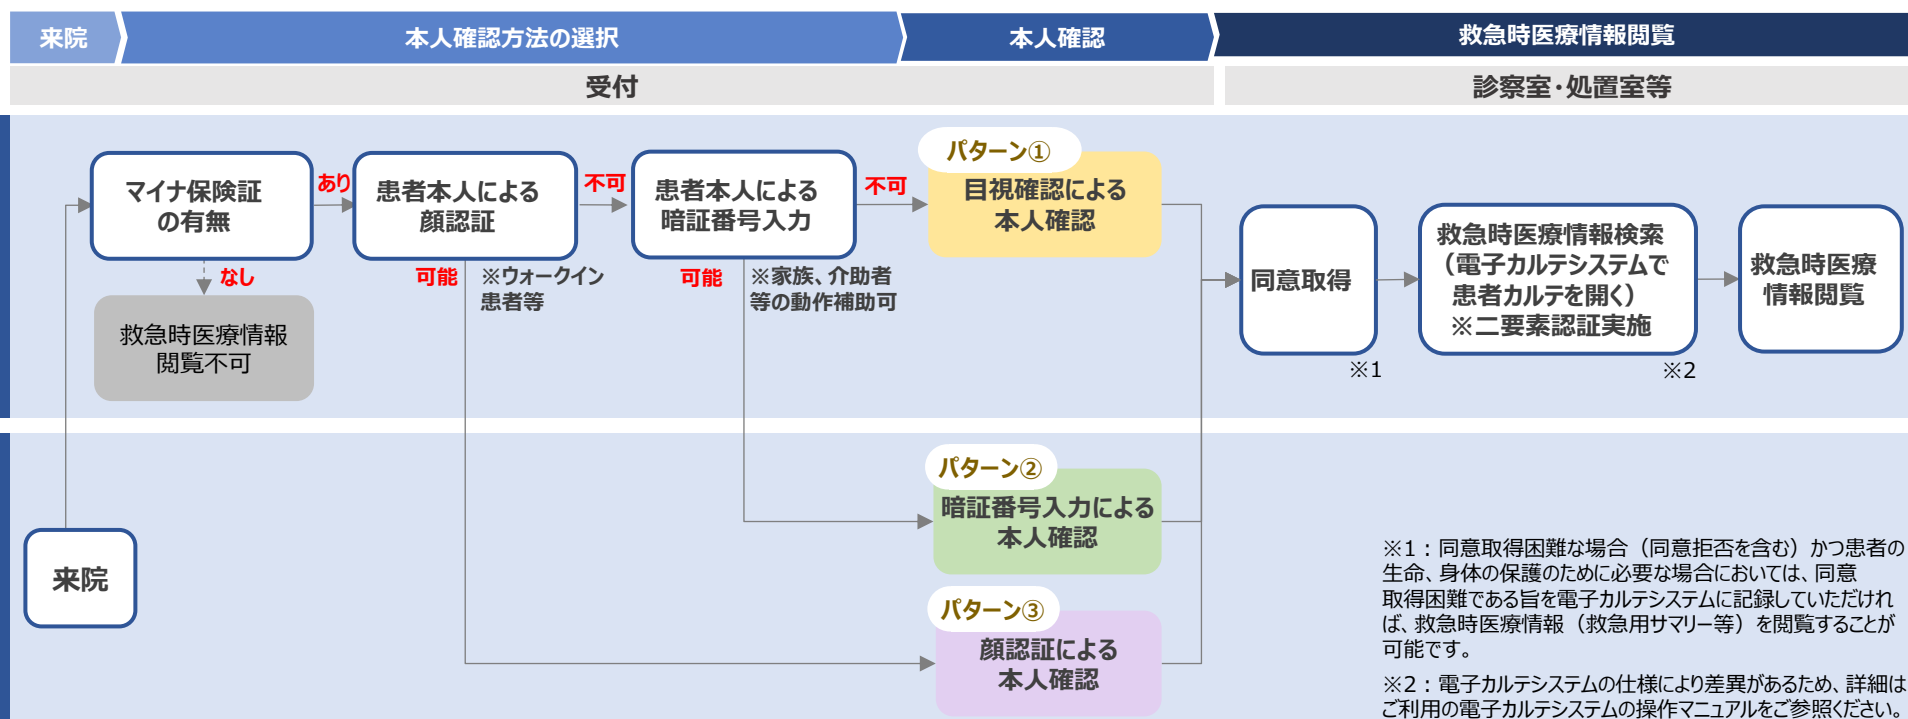 来院
本人確認方法の選択
本人確認
救急時医療情報閲覧
受付
診察室・処置室等
マイナ保険証
の有無
あり
なし
救急時医療情報
閲覧不可
患者本人による
顔認証
不可
可能
※ウォークイン
患者等
患者本人による
暗証番号入力
不可
可能
※家族、介助者
等の動作補助可
パターン①
目視確認による
本人確認
同意取得
※1
救急時医療情報検索
（電子カルテシステムで
患者カルテを開く）
※二要素認証実施
※2
救急時医療
情報閲覧
来院
パターン②
暗証番号入力による
本人確認
パターン③
顔認証による
本人確認
※1：同意取得困難な場合（同意拒否を含む）かつ患者の
生命、身体の保護のために必要な場合においては、同意
取得困難である旨を電子カルテシステムに記録していただけれ
ば、救急時医療情報（救急用サマリー等）を閲覧することが
可能です。
※2：電子カルテシステムの仕様により差異があるため、詳細は
ご利用の電子カルテシステムの操作マニュアルをご参照ください。